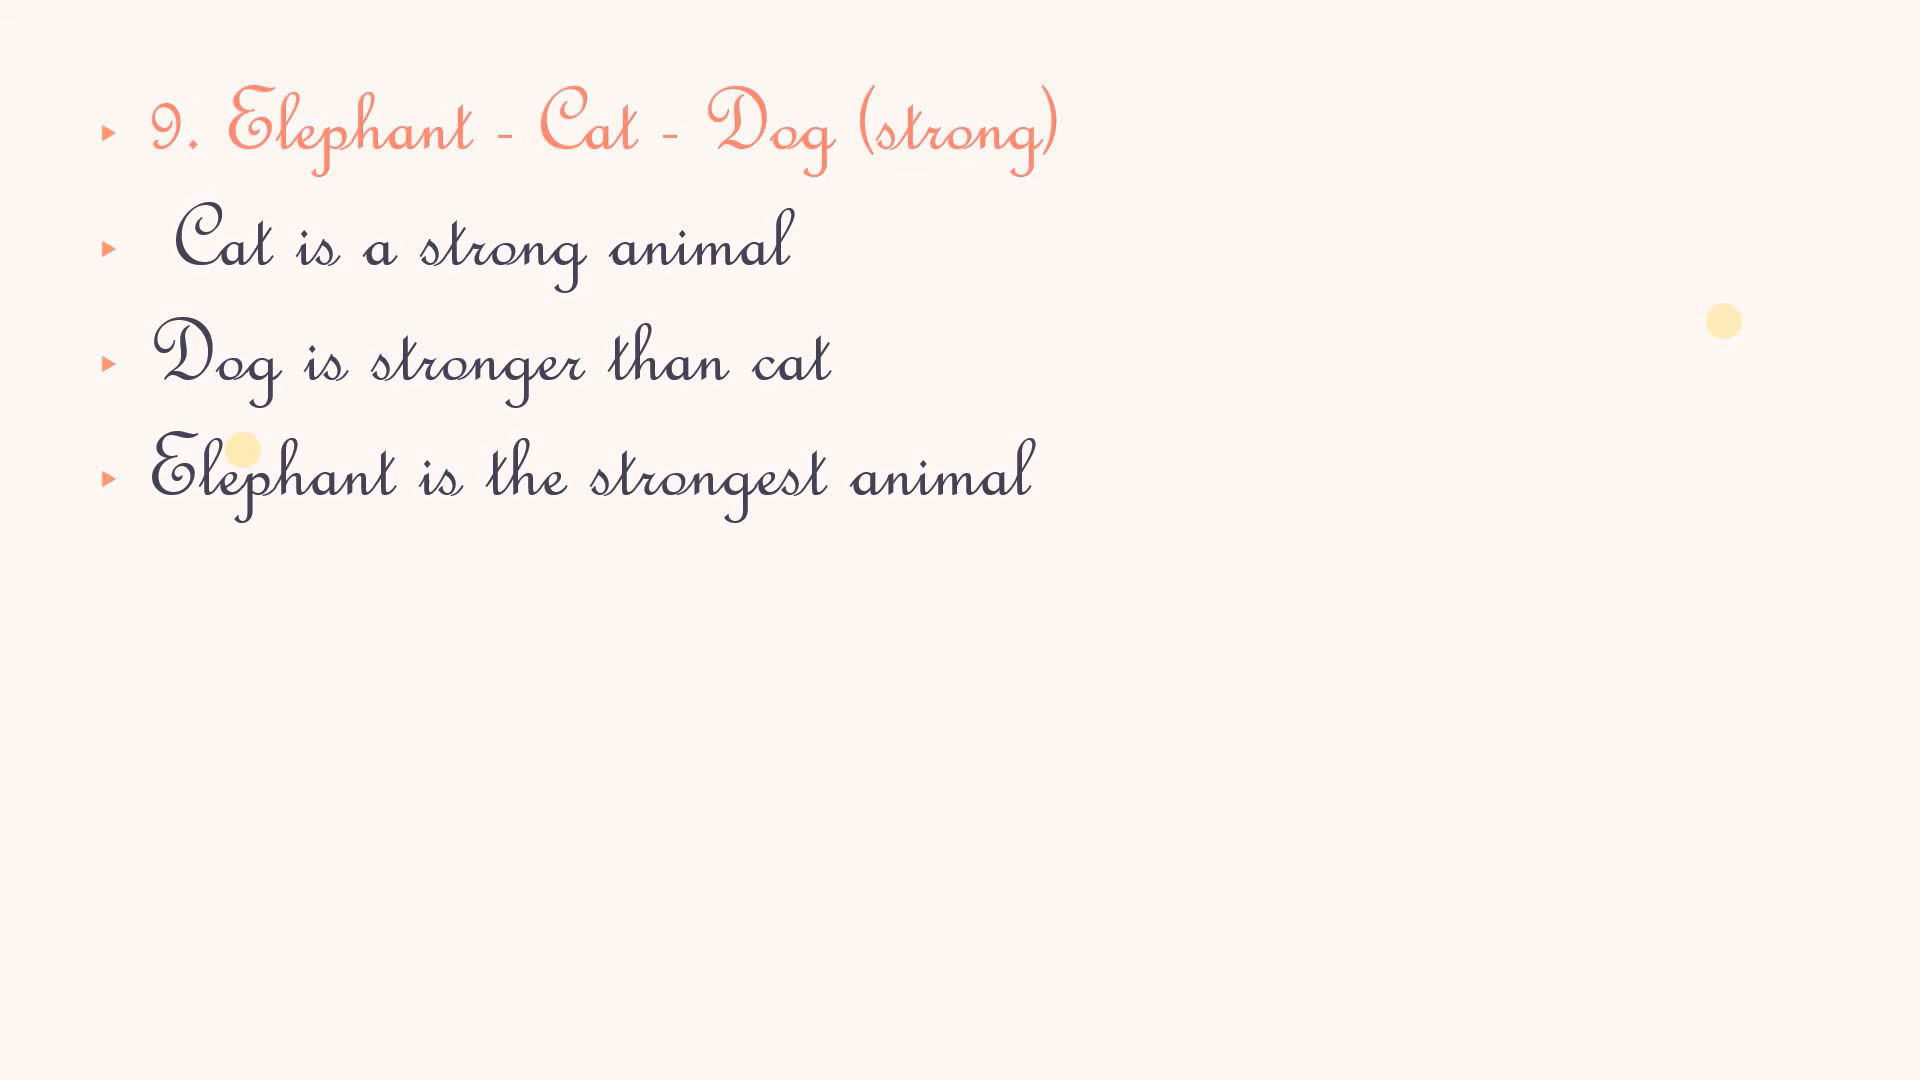 9. Elephant - Cat - Dog (strong)
Cat is a strong animal
Dog is stronger than cat
Elephant is the strongest animal